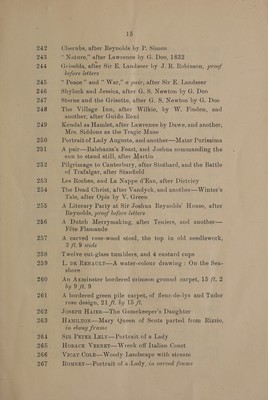 13
242 Cherubs, after Reynolds by P. Simon
243 "Nature," after Lawrence by G. Doo, 1832
244 Griselda, after Sir E. Landseer by J. R. Robinson, proof
before letters
245 "Peace" and "War," a pair, after Sir E. Landseer
246 Shylock and Jessica, after G. S. Newton by G. Doo
247 Sterne and the Grisette, after G. S. Newton by G. Doo
248 The Village Inn, after Wilkie, by W. Finden, and
another, after Guido Road
249 Kemdal as Hamlet, after Lawrence by Dawe, and another,
Mrs. Siddons as the Tragic Muse
250 Portrait of Lady Augusta, and another—Mater Purissima
251 A pair—Balshazza's Feast, and Joshua commanding the
sun to stand still, after Martin
252 Pilgrimage to Canterbury, after Stothard, and the Battle
of Trafalgar, after Stanfield
253 Les Roches, and La Nappe d'Eau, after Dietricy
254 The Dead Christ, after Vandyck, and another—Winter's
Tale, after Opie by V. Green
255 A Literary Party at Sir Joshua Reynolds' House, after
Reynolds, proof before letters
256 A Dutch Merrymaking, after Teniers, and another—
Fête Flamande
257 A carved rose-wood stool, the top in old needlework,
3 ft. 9 wide
258 Twelve cut-glass tumblers, and 4 custard cups
259 L. de Renault—A water-colour drawing: On the Sea-
shore
260 An Axminster bordered crimson ground carpet, 15 ft. 2
by 9 ft. 9
261 A bordered green pile carpet, of fleur-de-lys and Tudor
rose design, 21 ft. by 15 ft.
262 Joseph Haier—The Gamekeeper's Daughter
263 Hamilton—Mary Queen of Scots parted from Rizzio,
in ebony frame
264 Sir Peter Lely—Portrait of a Lady
265 Horace Vernet—Wreck off Italian Coast
266 Vicat Cole—Woody Landscape with stream
267 Romney—Portrait of a Lady, in carved frame